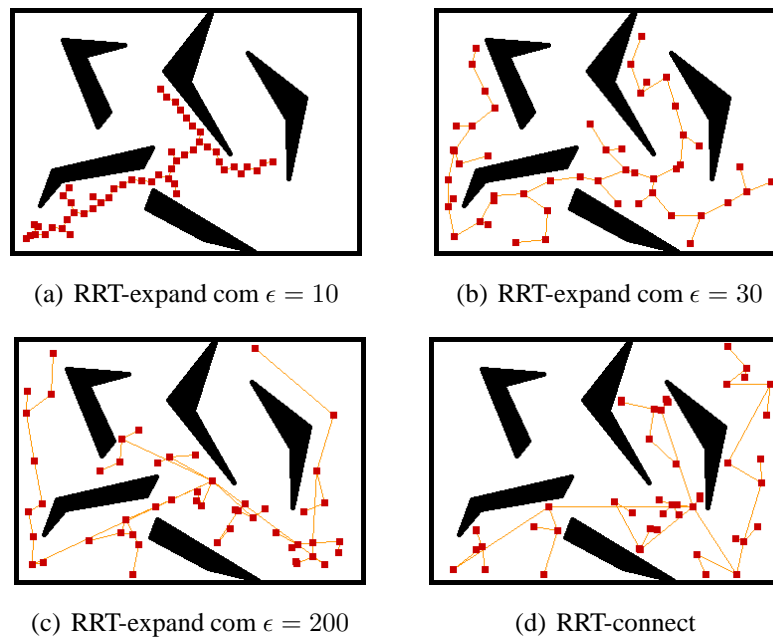 (a) RRT-expand com ϵ = 10
(b) RRT-expand com ϵ = 30
(c) RRT-expand com ϵ = 200
(d) RRT-connect